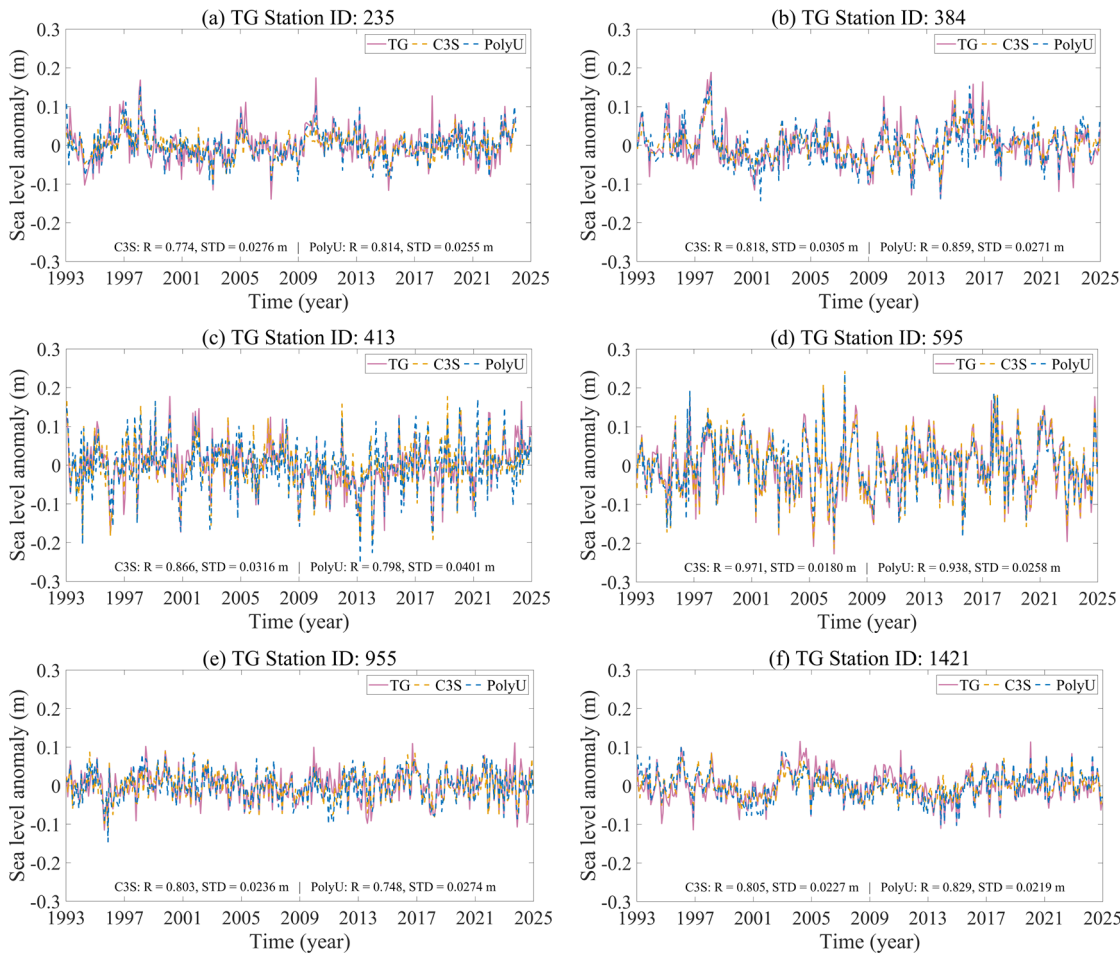 (a) TG Station ID: 235
TG C3S PolyU
Sea level anomaly (m)
0.3
0.2
0.1
0
-0.1
-0.2
-0.3
C3S: R = 0.774, STD = 0.0276 m | PolyU: R = 0.814, STD = 0.0255 m
1993 1997 2001 2005 2009 2013 2017 2021 2025
Time (year)
(b) TG Station ID: 384
TG C3S PolyU
Sea level anomaly (m)
0.3
0.2
0.1
0
-0.1
-0.2
-0.3
C3S: R = 0.818, STD = 0.0305 m | PolyU: R = 0.859, STD = 0.0271 m
1993 1997 2001 2005 2009 2013 2017 2021 2025
Time (year)
(c) TG Station ID: 413
TG C3S PolyU
Sea level anomaly (m)
0.3
0.2
0.1
0
-0.1
-0.2
-0.3
C3S: R = 0.866, STD = 0.0316 m | PolyU: R = 0.798, STD = 0.0401 m
1993 1997 2001 2005 2009 2013 2017 2021 2025
Time (year)
(d) TG Station ID: 595
TG C3S PolyU
Sea level anomaly (m)
0.3
0.2
0.1
0
-0.1
-0.2
-0.3
C3S: R = 0.971, STD = 0.0180 m | PolyU: R = 0.938, STD = 0.0258 m
1993 1997 2001 2005 2009 2013 2017 2021 2025
Time (year)
(e) TG Station ID: 955
TG C3S PolyU
Sea level anomaly (m)
0.3
0.2
0.1
0
-0.1
-0.2
-0.3
C3S: R = 0.803, STD = 0.0236 m | PolyU: R = 0.748, STD = 0.0274 m
1993 1997 2001 2005 2009 2013 2017 2021 2025
Time (year)
(f) TG Station ID: 1421
TG C3S PolyU
Sea level anomaly (m)
0.3
0.2
0.1
0
-0.1
-0.2
-0.3
C3S: R = 0.805, STD = 0.0227 m | PolyU: R = 0.829, STD = 0.0219 m
1993 1997 2001 2005 2009 2013 2017 2021 2025
Time (year)